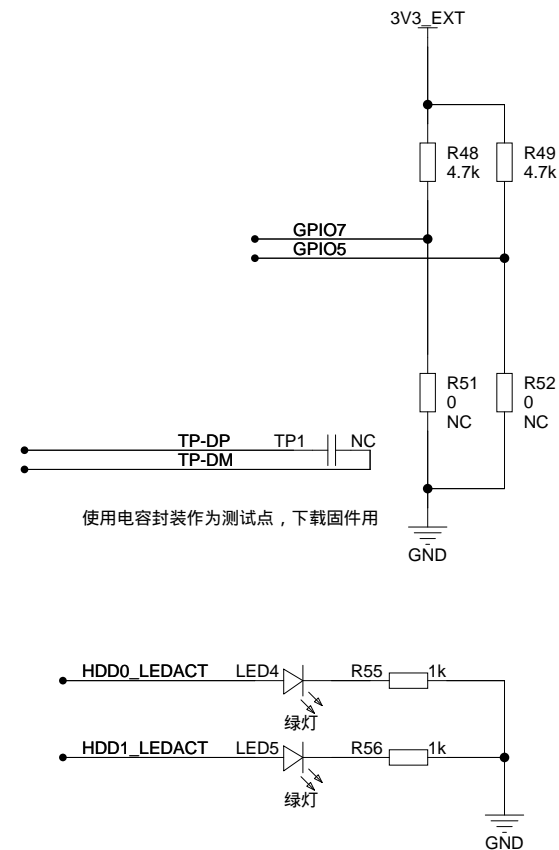 3V3_EXT
R48
4.7k
R49
4.7k
GPIO7
GPIO5
R51
0
NC
R52
0
NC
TP-DP
TP1
NC
TP-DM
使用电容封装作为测试点，下载固件用
GND
HDD0_LEDACT
LED4
R55
1k
绿灯
HDD1_LEDACT
LED5
R56
1k
绿灯
GND